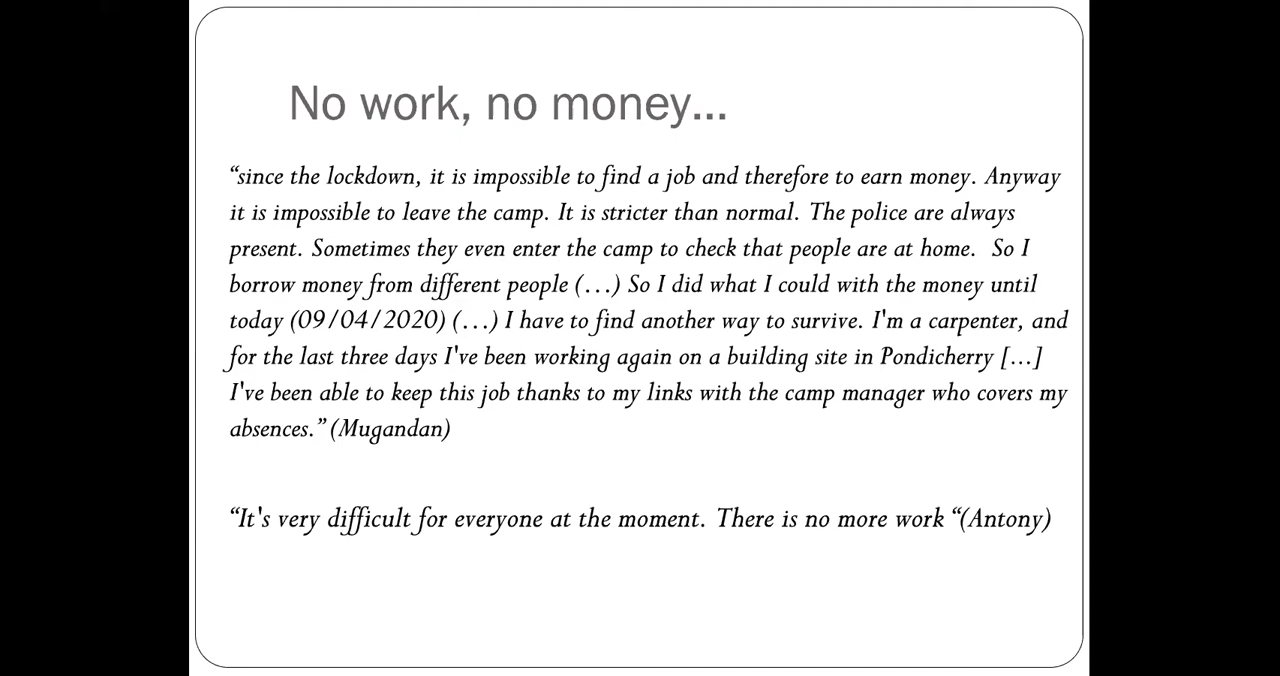 No work, no money...
“since the lockdown, it is impossible to find a job and therefore to earn money. Anyway
it is impossible to leave the camp. It is stricter than normal. The police are always
present. Sometimes they even enter the camp to check that people are at home.  So I
borrow money from different people (…) So I did what I could with the money until
today (09/04/2020) (…) I have to find another way to survive. I'm a carpenter, and
for the last three days I've been working again on a building site in Pondicherry […]
I've been able to keep this job thanks to my links with the camp manager who covers my
absences.” (Mugandan)
“It's very difficult for everyone at the moment. There is no more work “(Antony)